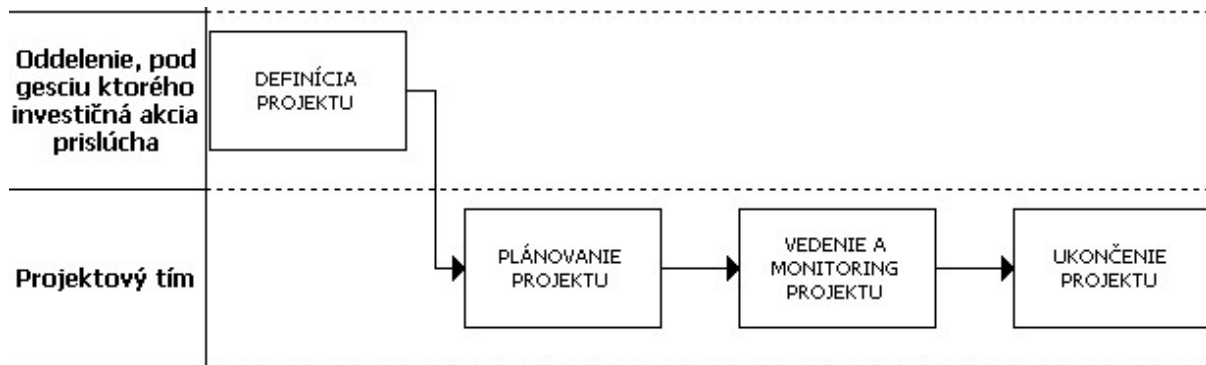 Oddelenie, pod
gesciu ktorého
investičná akcia
prislúcha
DEFINÍCIA
PROJEKTU
Projektový tím
PLÁNOVANIE
PROJEKTU
VEDENIE A
MONITORING
PROJEKTU
UKONČENIE
PROJEKTU